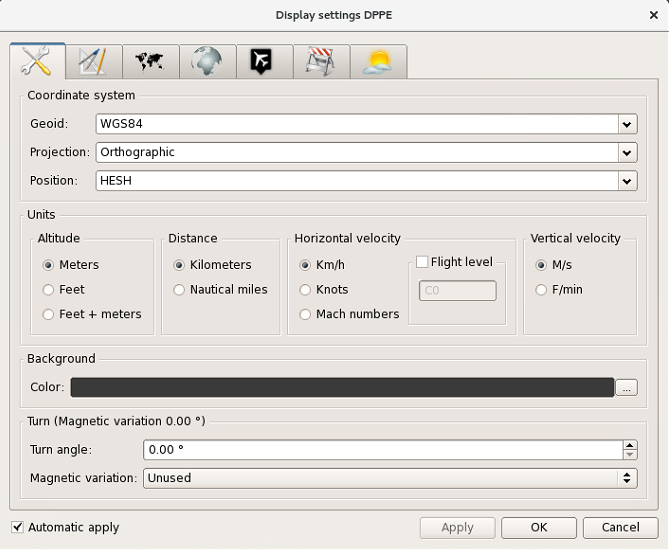 Display settings DPPE
Coordinate system
Geoid: WGS84
Projection: Orthographic
Position: HESH
Units
Altitude Distance Horizontal velocity Vertical velocity
Meters Kilometers Km/h Flight level M/s
Feet Nautical miles Knots C0 F/min
Feet + meters Mach numbers
Background
Color: ...
Turn (Magnetic variation 0.00 °)
Turn angle: 0.00 °
Magnetic variation: Unused
Automatic apply Apply OK Cancel